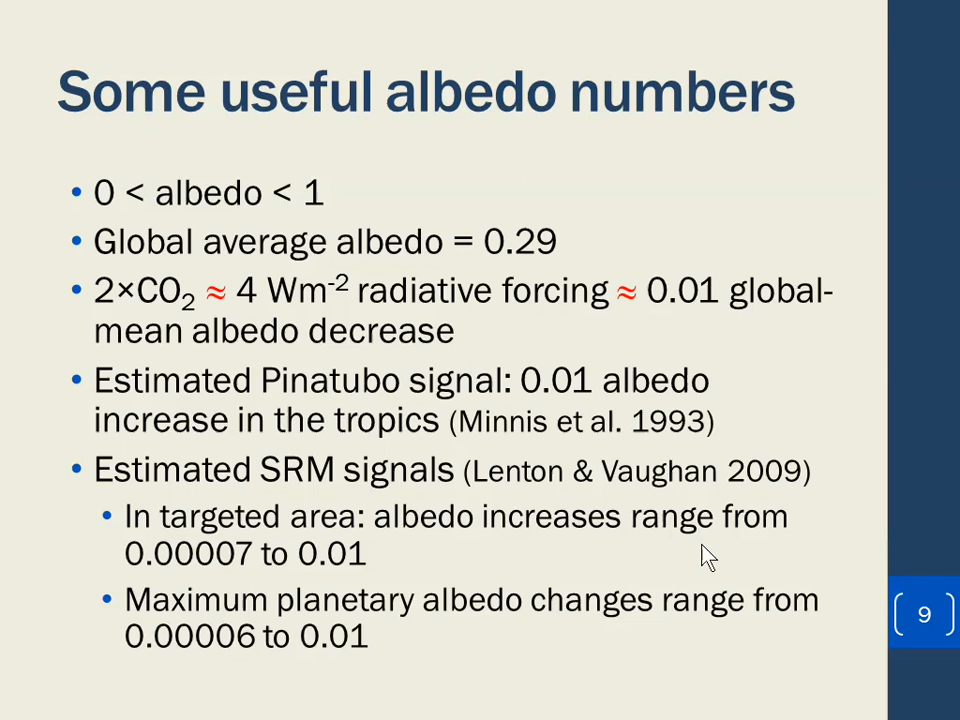 Some useful albedo numbers
• 0 < albedo < 1
• Global average albedo = 0.29
• 2×CO₂ ≈ 4 Wm⁻² radiative forcing ≈ 0.01 global-
mean albedo decrease
• Estimated Pinatubo signal: 0.01 albedo
increase in the tropics (Minnis et al. 1993)
• Estimated SRM signals (Lenton & Vaughan 2009)
• In targeted area: albedo increases range from
0.00007 to 0.01
• Maximum planetary albedo changes range from
0.00006 to 0.01
9